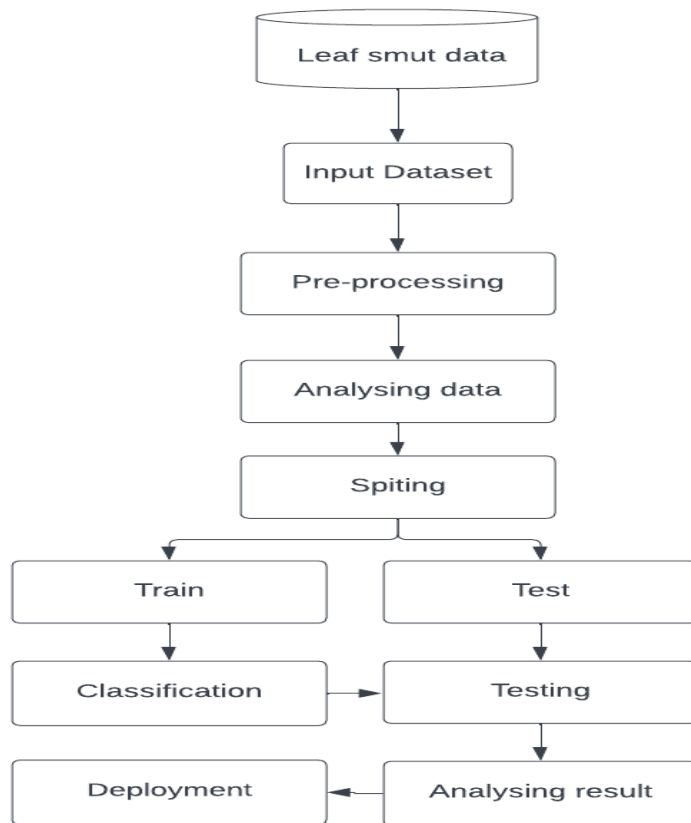 Leaf smut data
Input Dataset
Pre-processing
Analysing data
Spiting
Train
Test
Classification
Testing
Deployment
Analysing result